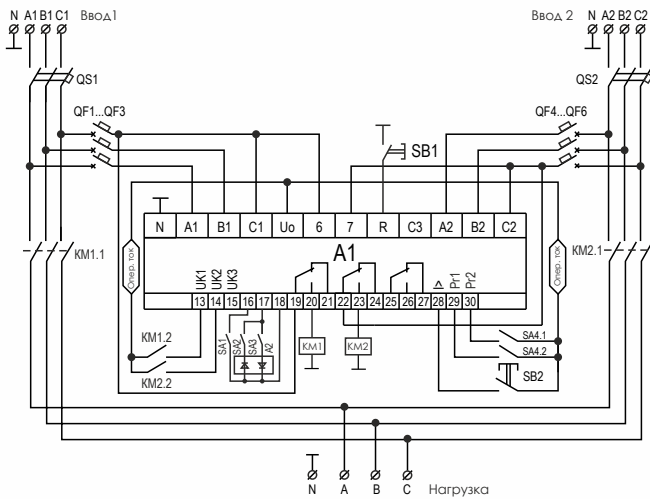 N A1 B1 C1 Ввод1
Ввод 2 N A2 B2 C2
QS1
QS2
QF1...QF3
QF4...QF6
SB1
N A1 B1 C1 Uo 6 7 R C3 A2 B2 C2
A1
KM1.1
KM2.1
Опер. ток
Опер. ток
UK1 UK2 UK3
I> Pr1 Pr2
13 14 15 16 17 18 19 20 21 22 23 24 25 26 27 28 29 30
KM1.2
KM2.2
SA1 SA2 SA3 A2
KM1
KM2
SA4.1
SA4.2
SB2
N A B C Нагрузка